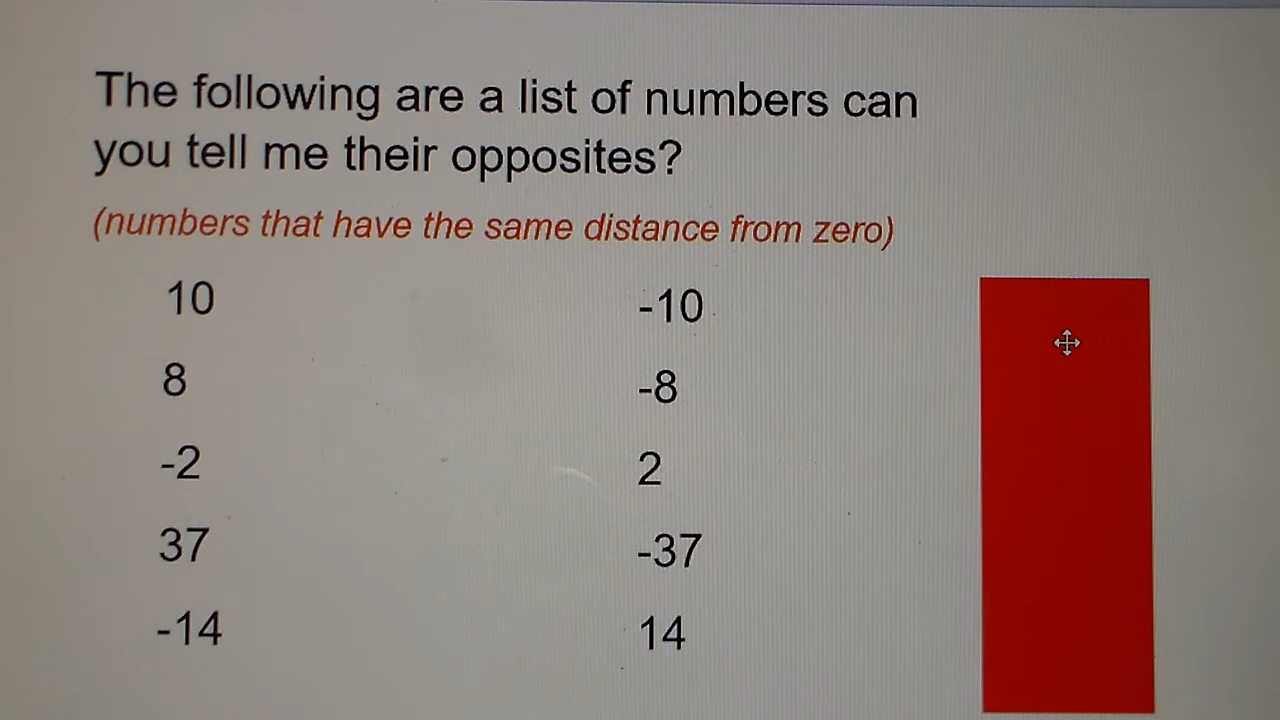 The following are a list of numbers can
you tell me their opposites?
(numbers that have the same distance from zero)
10 -10
8 -8
-2 2
37 -37
-14 14